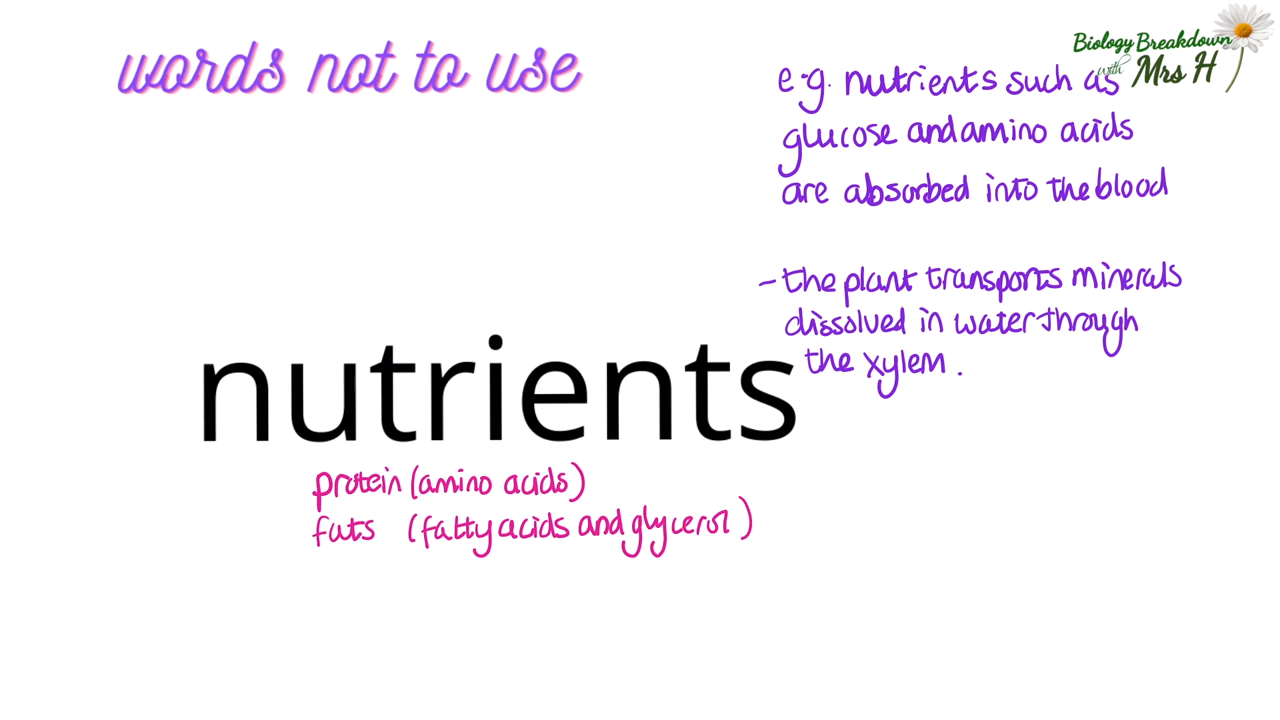 words not to use
Biology Breakdown
with Mrs H
e.g. nutrients such as
glucose and amino acids
are absorbed into the blood
- the plant transports minerals
dissolved in water through
the xylem.
nutrients
protein (amino acids)
fats (fatty acids and glycerol)